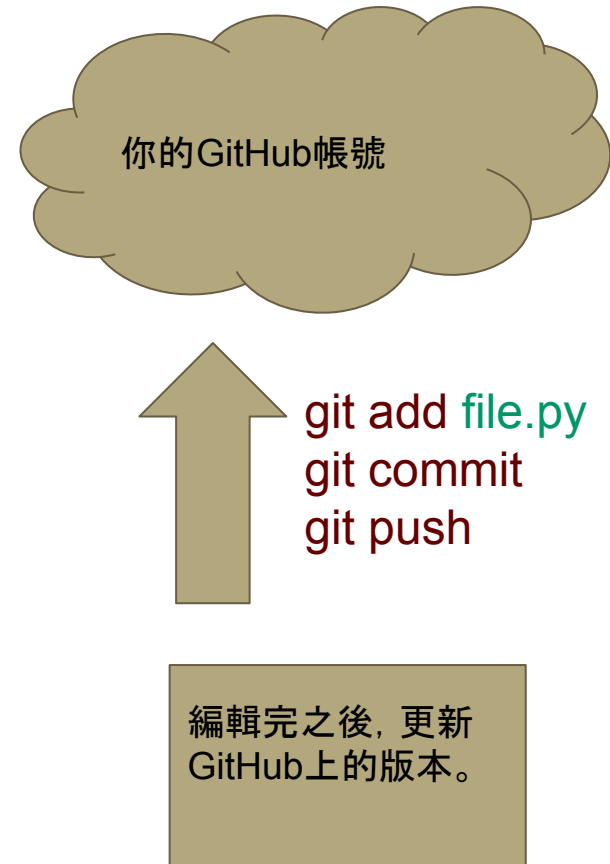 你的GitHub帳號
git add file.py
git commit
git push
編輯完之後，更新
GitHub上的版本。